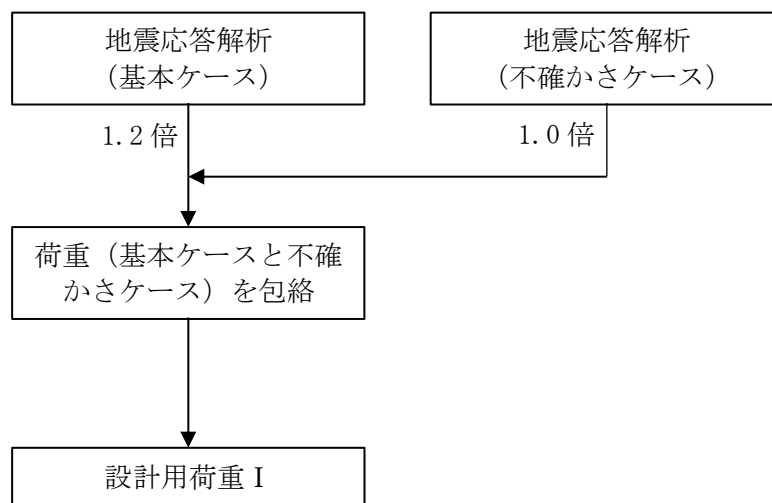 地震応答解析
(基本ケース)
地震応答解析
(不確かさケース)
1.2 倍
1.0 倍
荷重(基本ケースと不確
かさケース)を包絡
設計用荷重Ⅰ